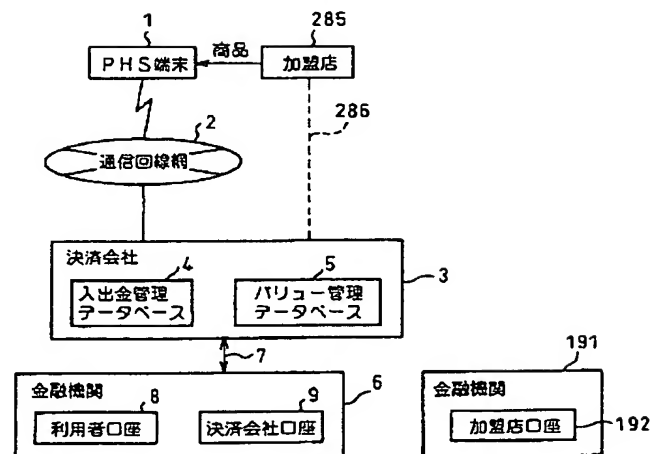 1
285
PHS端末
商品
加盟店
2
286
通信回線網
決済会社
4
5
3
入出金管理
データベース
バリュー管理
データベース
7
191
金融機関
6
金融機関
8
9
利用者口座
決済会社口座
加盟店口座
192